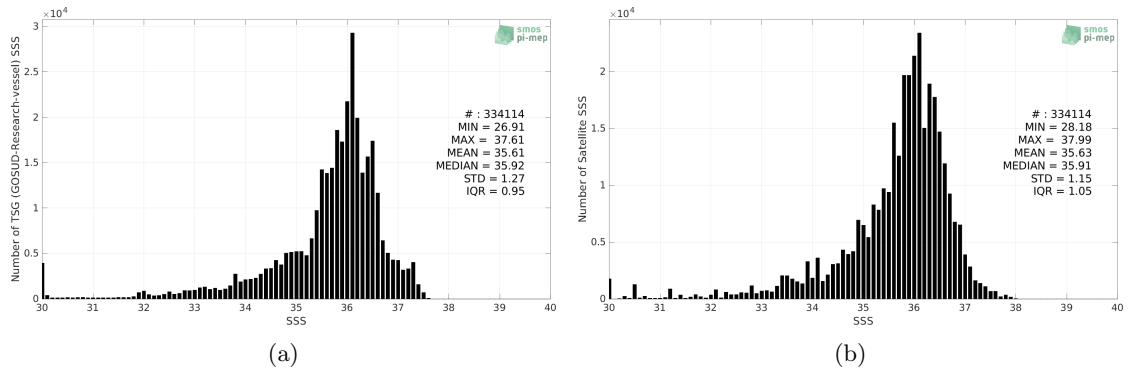 ×10⁴
3
2.5
2
1.5
1
0.5
0
Number of TSG (GOSUD-Research-vessel) SSS
smos
pi-mep
# : 334114
MIN = 26.91
MAX = 37.61
MEAN = 35.61
MEDIAN = 35.92
STD = 1.27
IQR = 0.95
30 31 32 33 34 35 36 37 38 39 40
SSS
(a)
×10⁴
2
1.5
1
0.5
0
Number of Satellite SSS
smos
pi-mep
# : 334114
MIN = 28.18
MAX = 37.99
MEAN = 35.63
MEDIAN = 35.91
STD = 1.15
IQR = 1.05
30 31 32 33 34 35 36 37 38 39 40
SSS
(b)